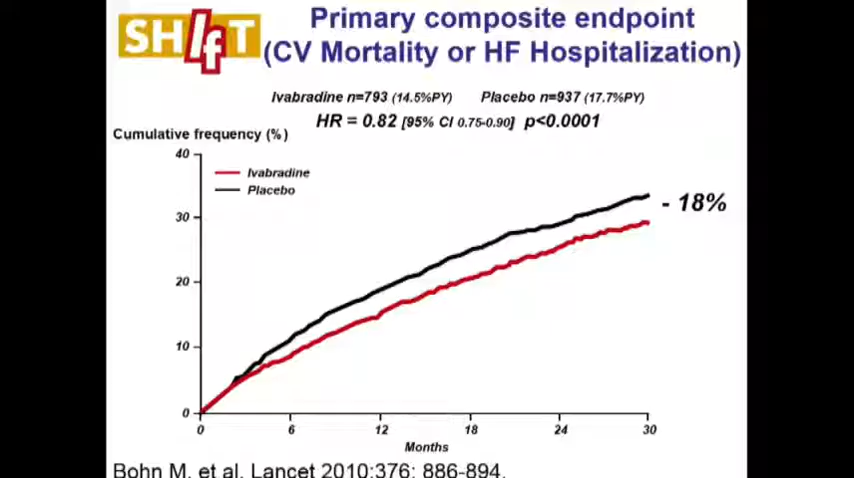 SHIfT
Primary composite endpoint
(CV Mortality or HF Hospitalization)
Ivabradine n=793 (14.5%PY) Placebo n=937 (17.7%PY)
HR = 0.82 [95% CI 0.75-0.90] p<0.0001
Cumulative frequency (%)
40
Ivabradine
Placebo
- 18%
30
20
10
0
0 6 12 18 24 30
Months
Bohn M. et al. Lancet 2010;376: 886-894.